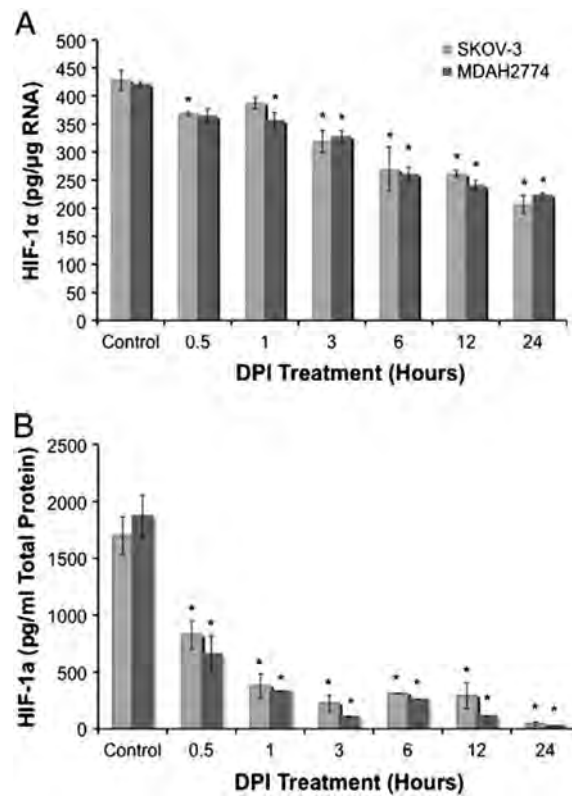 A
HIF-1α (pg/µg RNA)
500
450
400
350
300
250
200
150
100
50
0
SKOV-3
MDAH2774
* * * * * * * * * *
Control 0.5 1 3 6 12 24
DPI Treatment (Hours)
B
HIF-1a (pg/ml Total Protein)
2500
2000
1500
1000
500
0
* * * * * * * * * * * *
Control 0.5 1 3 6 12 24
DPI Treatment (Hours)